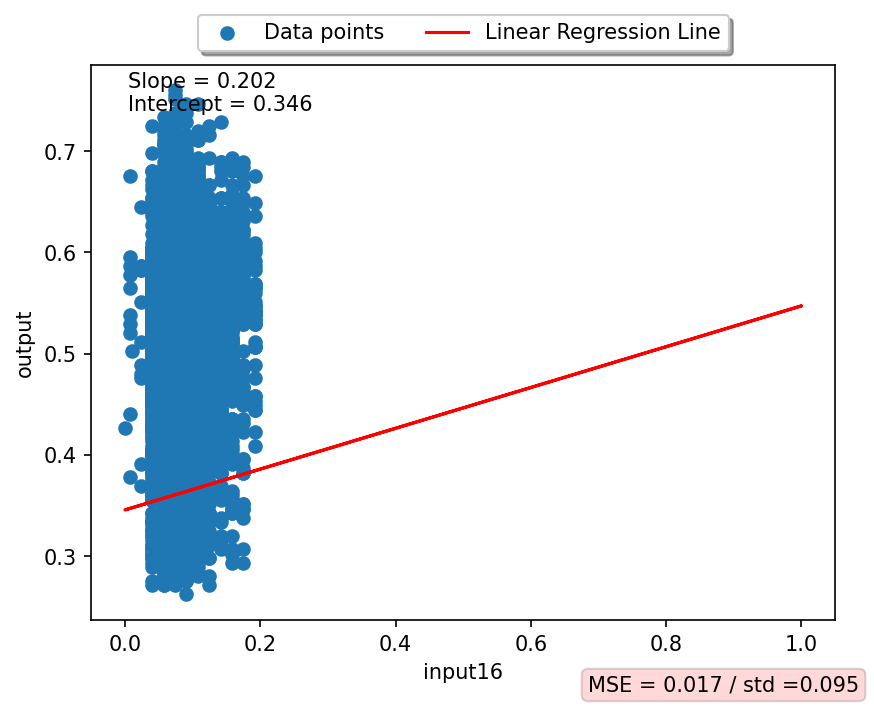 Data points
Linear Regression Line
Slope = 0.202
Intercept = 0.346
0.7
0.6
0.5
0.4
0.3
output
0.0 0.2 0.4 0.6 0.8 1.0
input16
MSE = 0.017 / std =0.095